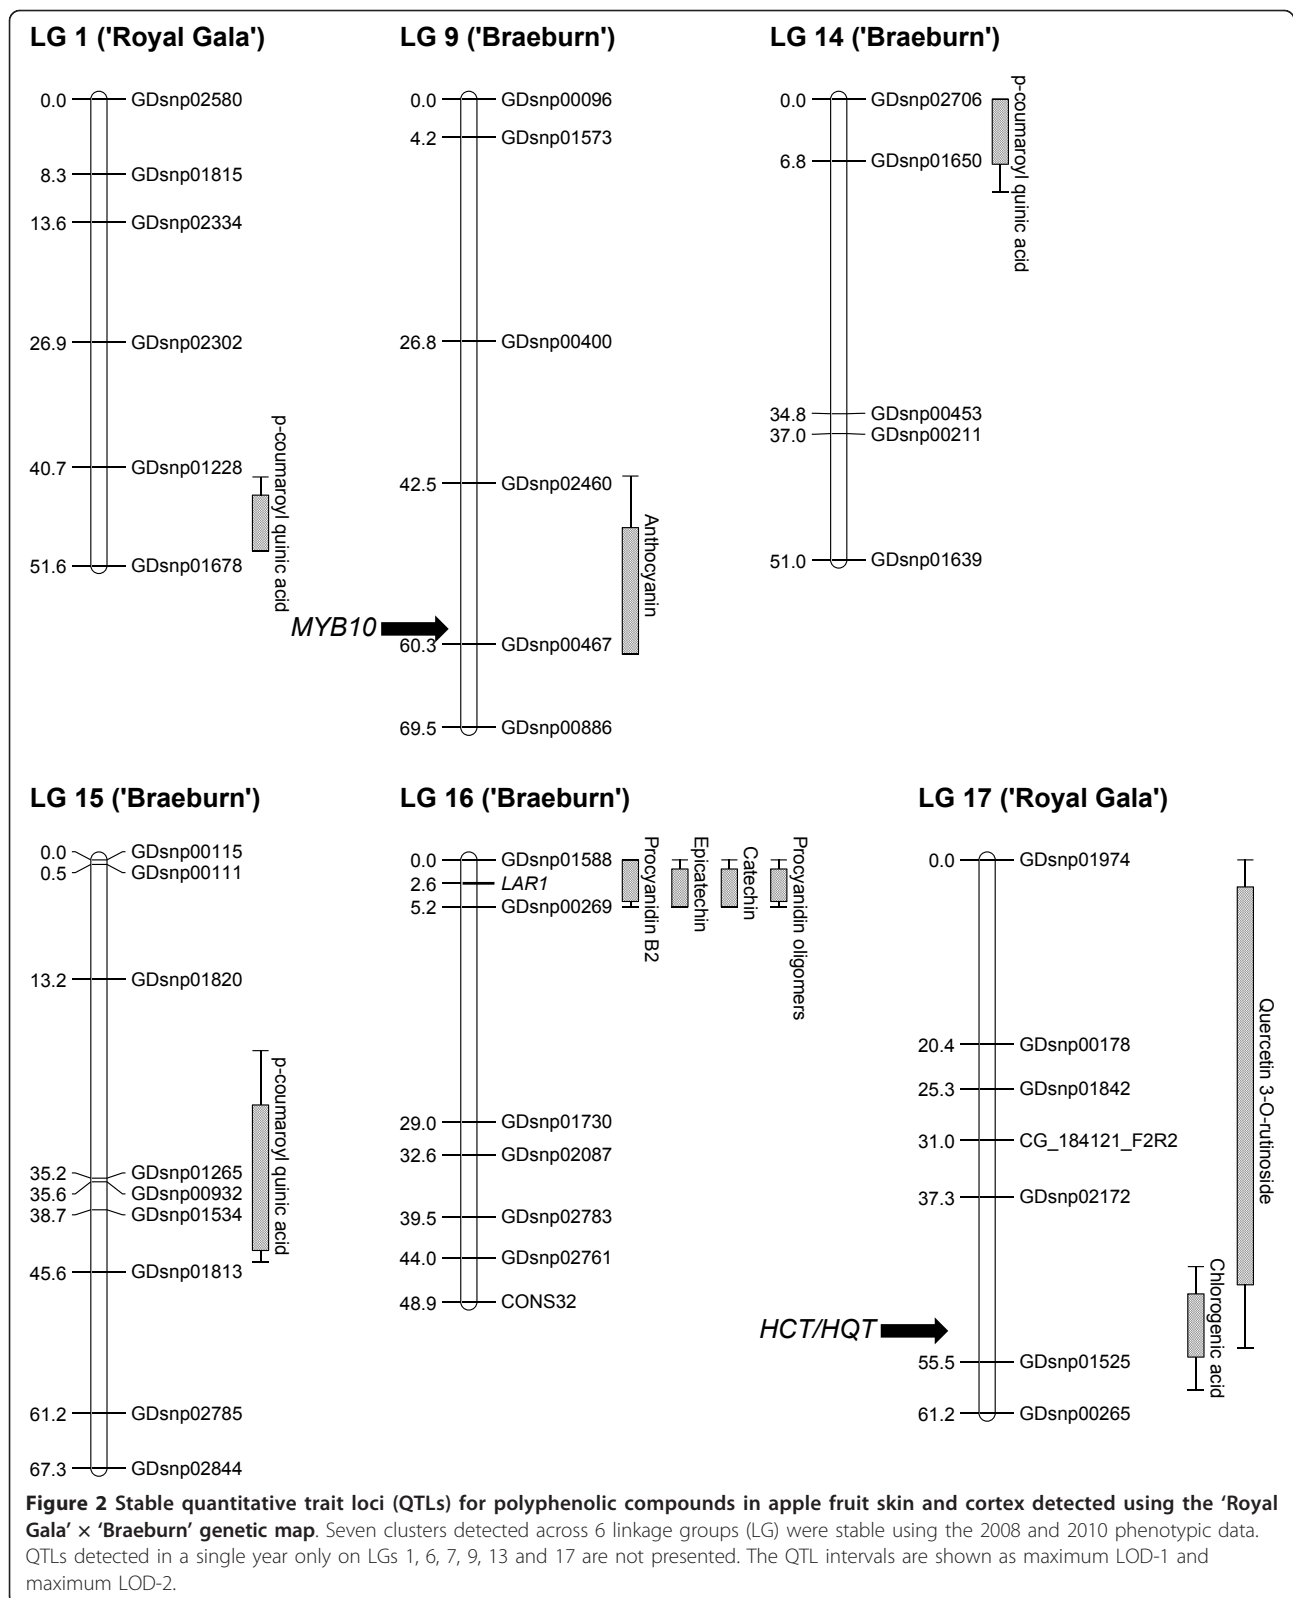 LG 1 ('Royal Gala')
0.0 GDsnp02580
8.3 GDsnp01815
13.6 GDsnp02334
26.9 GDsnp02302
40.7 GDsnp01228
51.6 GDsnp01678
p-coumaroyl quinic acid
LG 9 ('Braeburn')
0.0 GDsnp00096
4.2 GDsnp01573
26.8 GDsnp00400
42.5 GDsnp02460
MYB10
60.3 GDsnp00467
69.5 GDsnp00886
Anthocyanin
LG 14 ('Braeburn')
0.0 GDsnp02706
6.8 GDsnp01650
34.8 GDsnp00453
37.0 GDsnp00211
51.0 GDsnp01639
p-coumaroyl quinic acid
LG 15 ('Braeburn')
0.0 GDsnp00115
0.5 GDsnp00111
13.2 GDsnp01820
35.2 GDsnp01265
35.6 GDsnp00932
38.7 GDsnp01534
45.6 GDsnp01813
61.2 GDsnp02785
67.3 GDsnp02844
p-coumaroyl quinic acid
LG 16 ('Braeburn')
0.0 GDsnp01588
2.6 LAR1
5.2 GDsnp00269
29.0 GDsnp01730
32.6 GDsnp02087
39.5 GDsnp02783
44.0 GDsnp02761
48.9 CONS32
Procyanidin B2
Epicatechin
Catechin
Procyanidin oligomers
LG 17 ('Royal Gala')
0.0 GDsnp01974
20.4 GDsnp00178
25.3 GDsnp01842
31.0 CG_184121_F2R2
37.3 GDsnp02172
HCT/HQT
55.5 GDsnp01525
61.2 GDsnp00265
Chlorogenic acid
Quercetin 3-O-rutinoside
Figure 2 Stable quantitative trait loci (QTLs) for polyphenolic compounds in apple fruit skin and cortex detected using the ‘Royal
Gala’ × ‘Braeburn’ genetic map. Seven clusters detected across 6 linkage groups (LG) were stable using the 2008 and 2010 phenotypic data.
QTLs detected in a single year only on LGs 1, 6, 7, 9, 13 and 17 are not presented. The QTL intervals are shown as maximum LOD-1 and
maximum LOD-2.